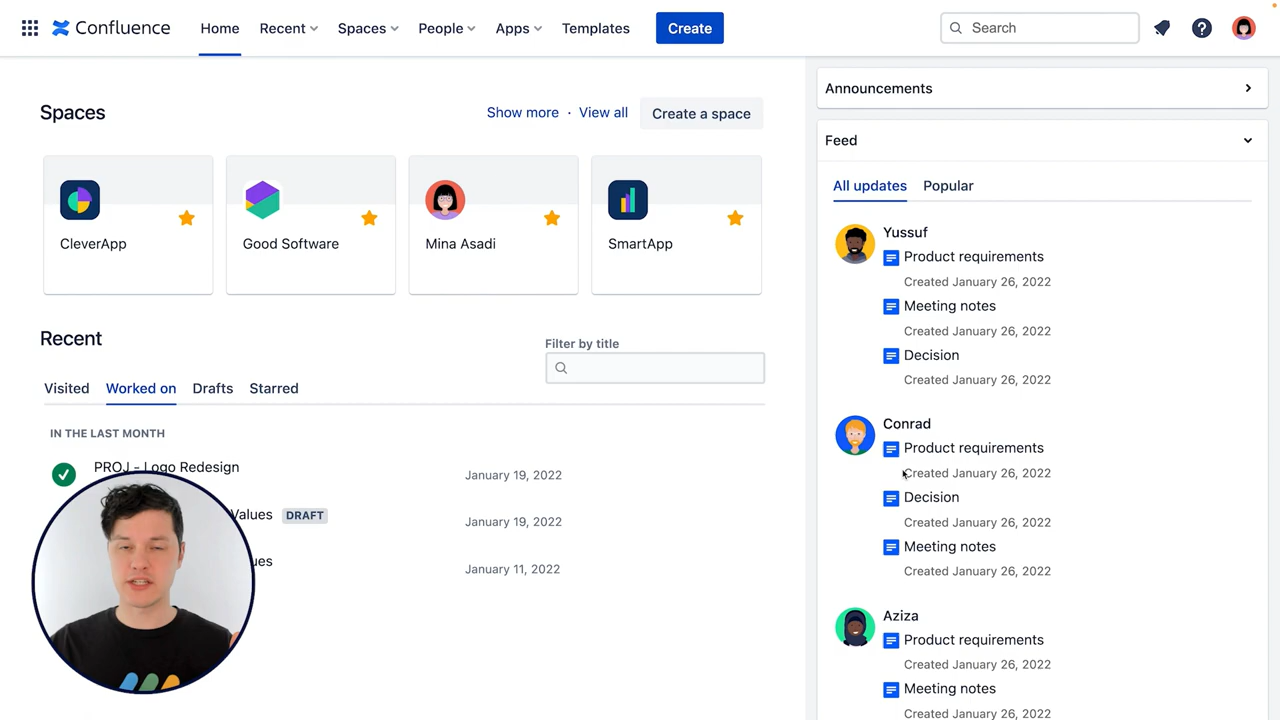 Confluence
Home
Recent
Spaces
People
Apps
Templates
Create
Search
Spaces
Show more · View all
Create a space
CleverApp
Good Software
Mina Asadi
SmartApp
Recent
Filter by title
Visited
Worked on
Drafts
Starred
IN THE LAST MONTH
PROJ - Logo Redesign
January 19, 2022
Values DRAFT
January 19, 2022
January 11, 2022
Announcements
Feed
All updates
Popular
Yussuf
Product requirements
Created January 26, 2022
Meeting notes
Created January 26, 2022
Decision
Created January 26, 2022
Conrad
Product requirements
Created January 26, 2022
Decision
Created January 26, 2022
Meeting notes
Created January 26, 2022
Aziza
Product requirements
Created January 26, 2022
Meeting notes
Created January 26, 2022